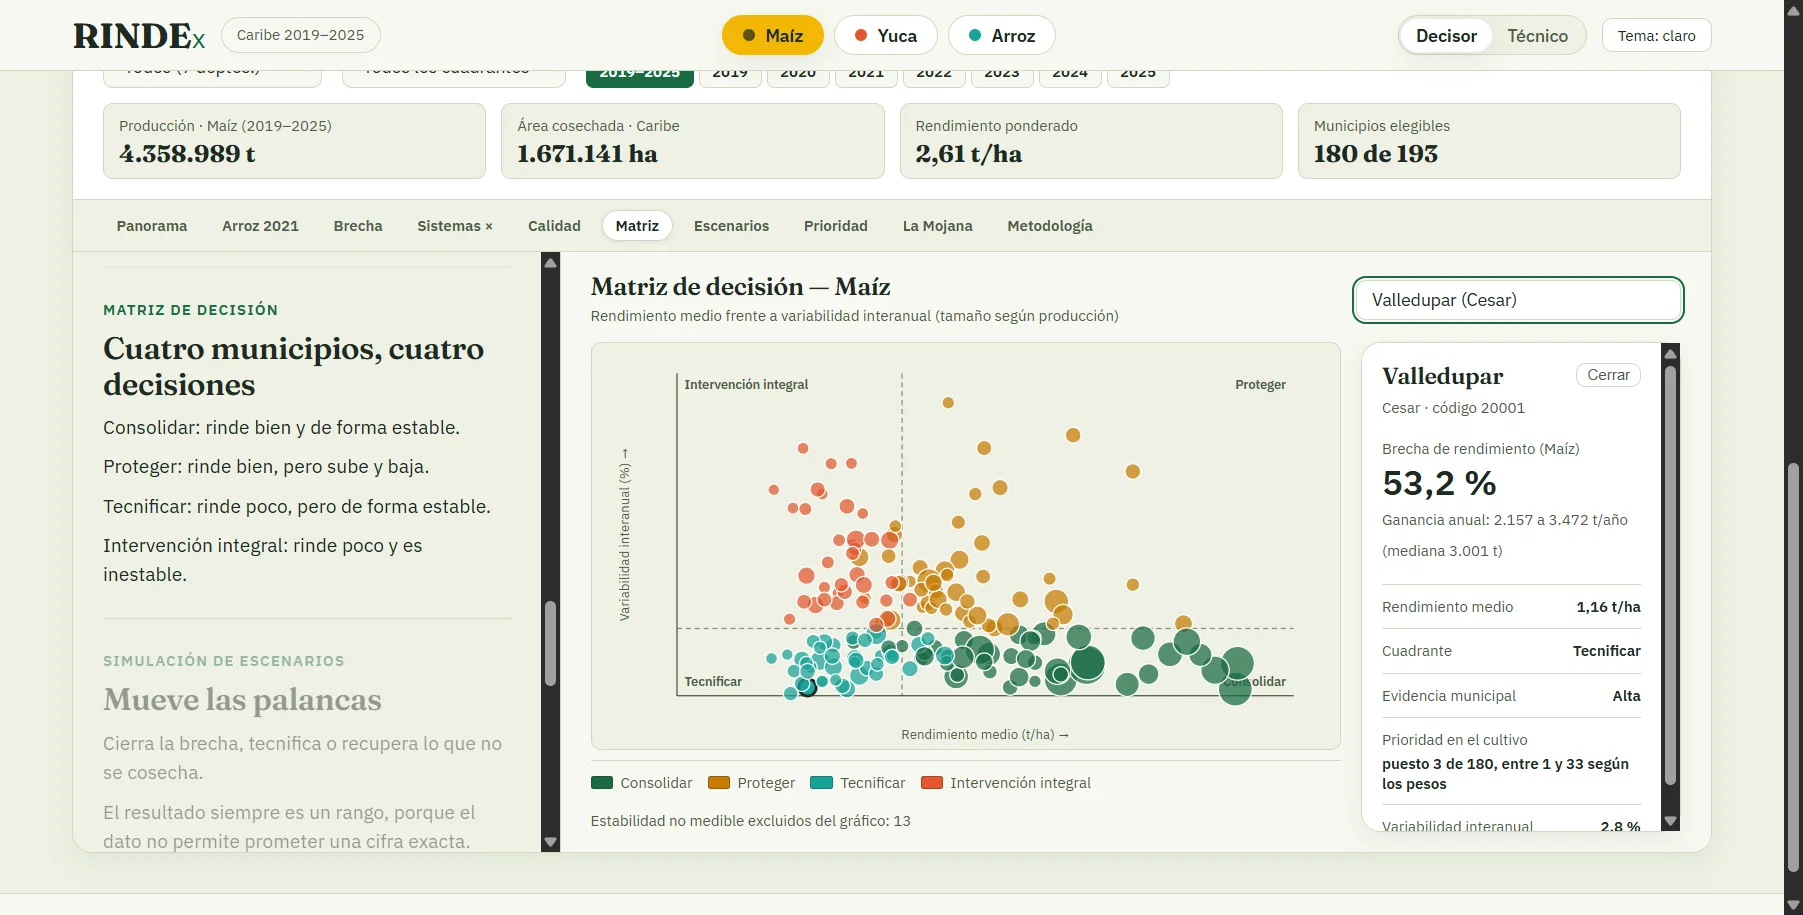 RINDEx
Caribe 2019–2025
Maíz
Yuca
Arroz
Decisor
Técnico
Tema: claro
2019–2025
2019
2020
2021
2022
2023
2024
2025
Producción · Maíz (2019–2025)
4.358.989 t
Área cosechada · Caribe
1.671.141 ha
Rendimiento ponderado
2,61 t/ha
Municipios elegibles
180 de 193
Panorama
Arroz 2021
Brecha
Sistemas ×
Calidad
Matriz
Escenarios
Prioridad
La Mojana
Metodología
MATRIZ DE DECISIÓN
Cuatro municipios, cuatro
decisiones
Consolidar: rinde bien y de forma estable.
Proteger: rinde bien, pero sube y baja.
Tecnificar: rinde poco, pero de forma estable.
Intervención integral: rinde poco y es
inestable.
SIMULACIÓN DE ESCENARIOS
Mueve las palancas
Cierra la brecha, tecnifica o recupera lo que no
se cosecha.
El resultado siempre es un rango, porque el
dato no permite prometer una cifra exacta.
Matriz de decisión — Maíz
Rendimiento medio frente a variabilidad interanual (tamaño según producción)
Valledupar (Cesar)
Intervención integral
Proteger
Variabilidad interanual (%) →
Tecnificar
Rendimiento medio (t/ha) →
Consolidar
Proteger
Tecnificar
Intervención integral
Estabilidad no medible excluidos del gráfico: 13
Valledupar
Cerrar
Cesar · código 20001
Brecha de rendimiento (Maíz)
53,2 %
Ganancia anual: 2.157 a 3.472 t/año
(mediana 3.001 t)
Rendimiento medio
1,16 t/ha
Cuadrante
Tecnificar
Evidencia municipal
Alta
Prioridad en el cultivo
puesto 3 de 180, entre 1 y 33 según
los pesos
Variabilidad interanual
2,8 %